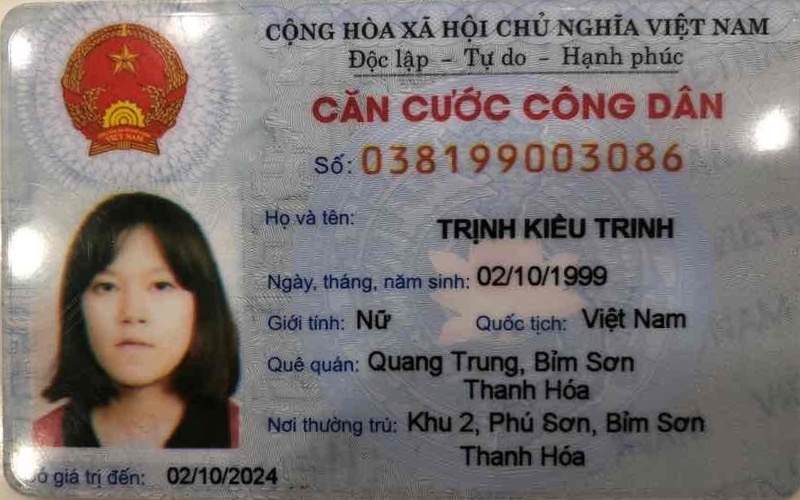 CỘNG HÒA XÃ HỘI CHỦ NGHĨA VIỆT NAM
Độc lập - Tự do - Hạnh phúc
CĂN CƯỚC CÔNG DÂN
Số: 038199003086
Họ và tên: TRỊNH KIỀU TRINH
Ngày, tháng, năm sinh: 02/10/1999
Giới tính: Nữ Quốc tịch: Việt Nam
Quê quán: Quang Trung, Bỉm Sơn
Thanh Hóa
Nơi thường trú: Khu 2, Phú Sơn, Bỉm Sơn
Thanh Hóa
Có giá trị đến: 02/10/2024